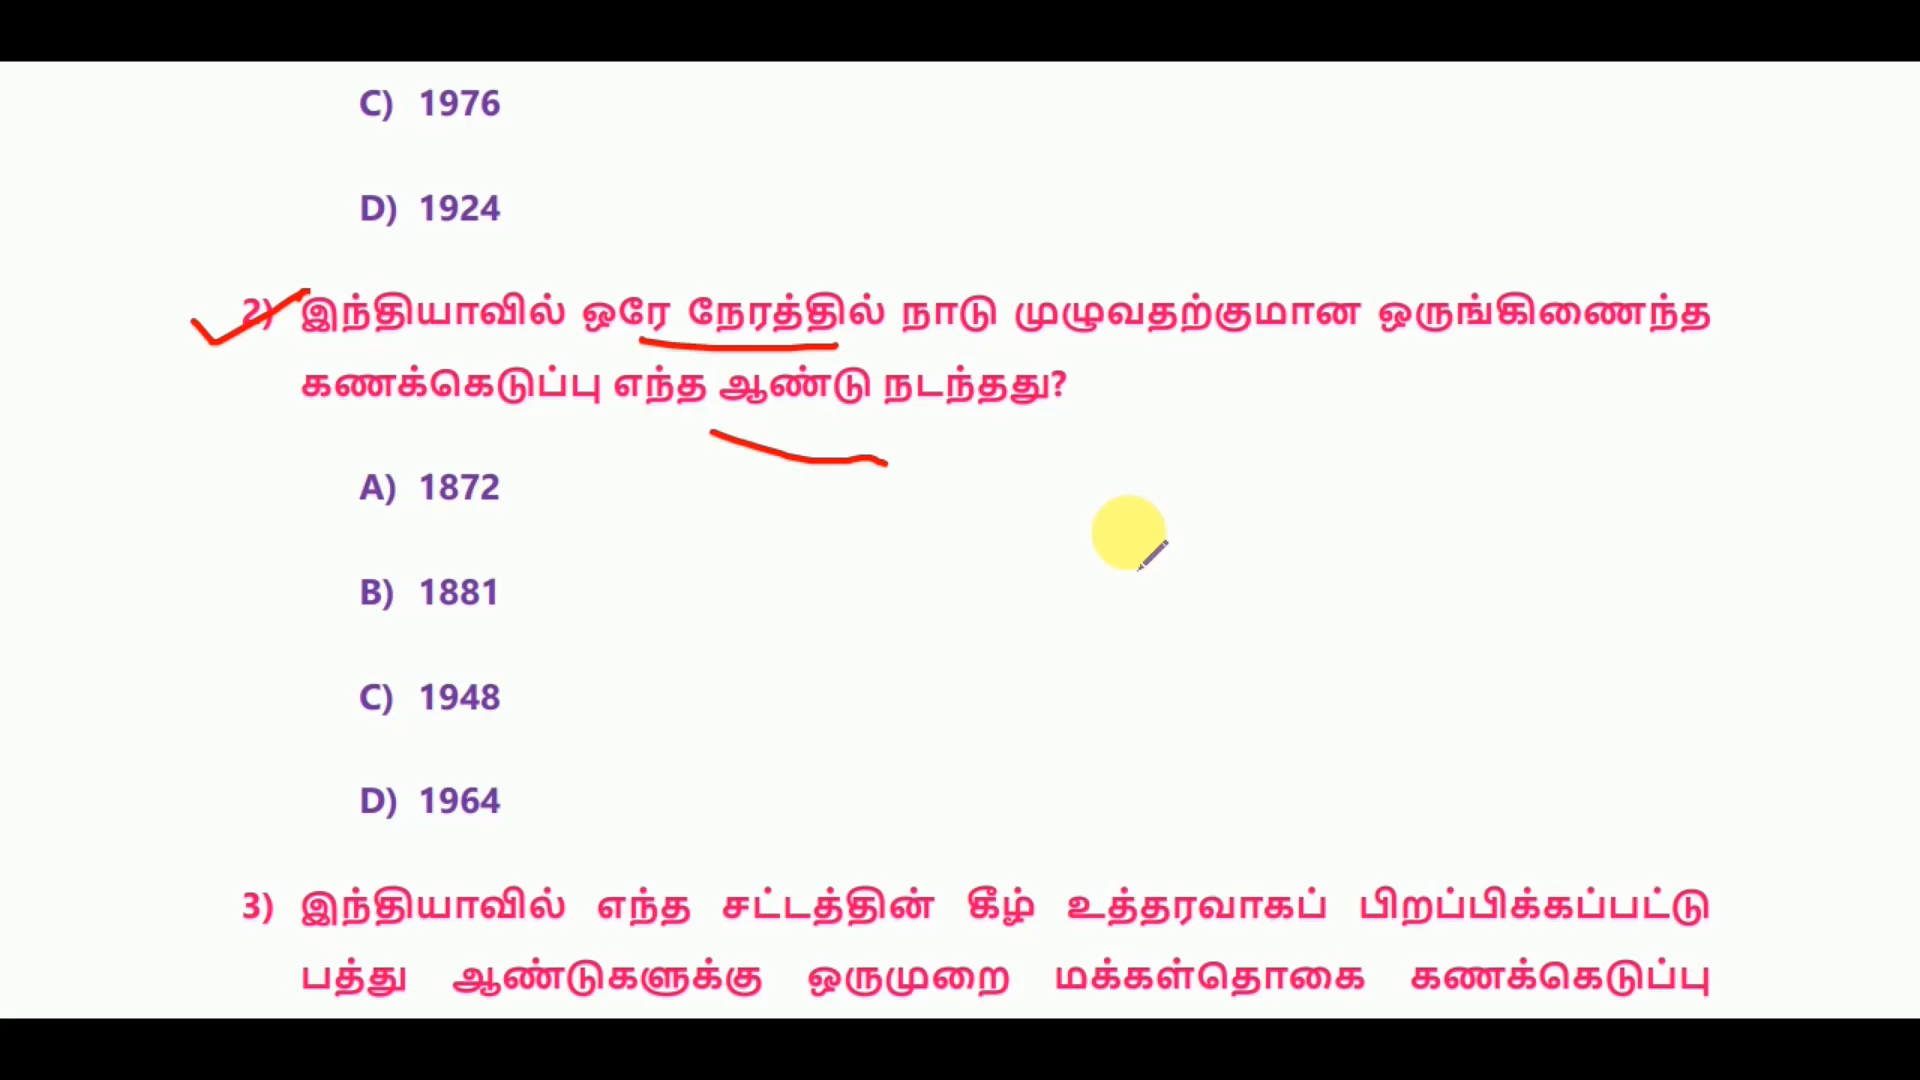 C) 1976
D) 1924
2) இந்தியாவில் ஒரே நேரத்தில் நாடு முழுவதற்குமான ஒருங்கிணைந்த
கணக்கெடுப்பு எந்த ஆண்டு நடந்தது?
A) 1872
B) 1881
C) 1948
D) 1964
3) இந்தியாவில் எந்த சட்டத்தின் கீழ் உத்தரவாகப் பிறப்பிக்கப்பட்டு
பத்து ஆண்டுகளுக்கு ஒருமுறை மக்கள்தொகை கணக்கெடுப்பு